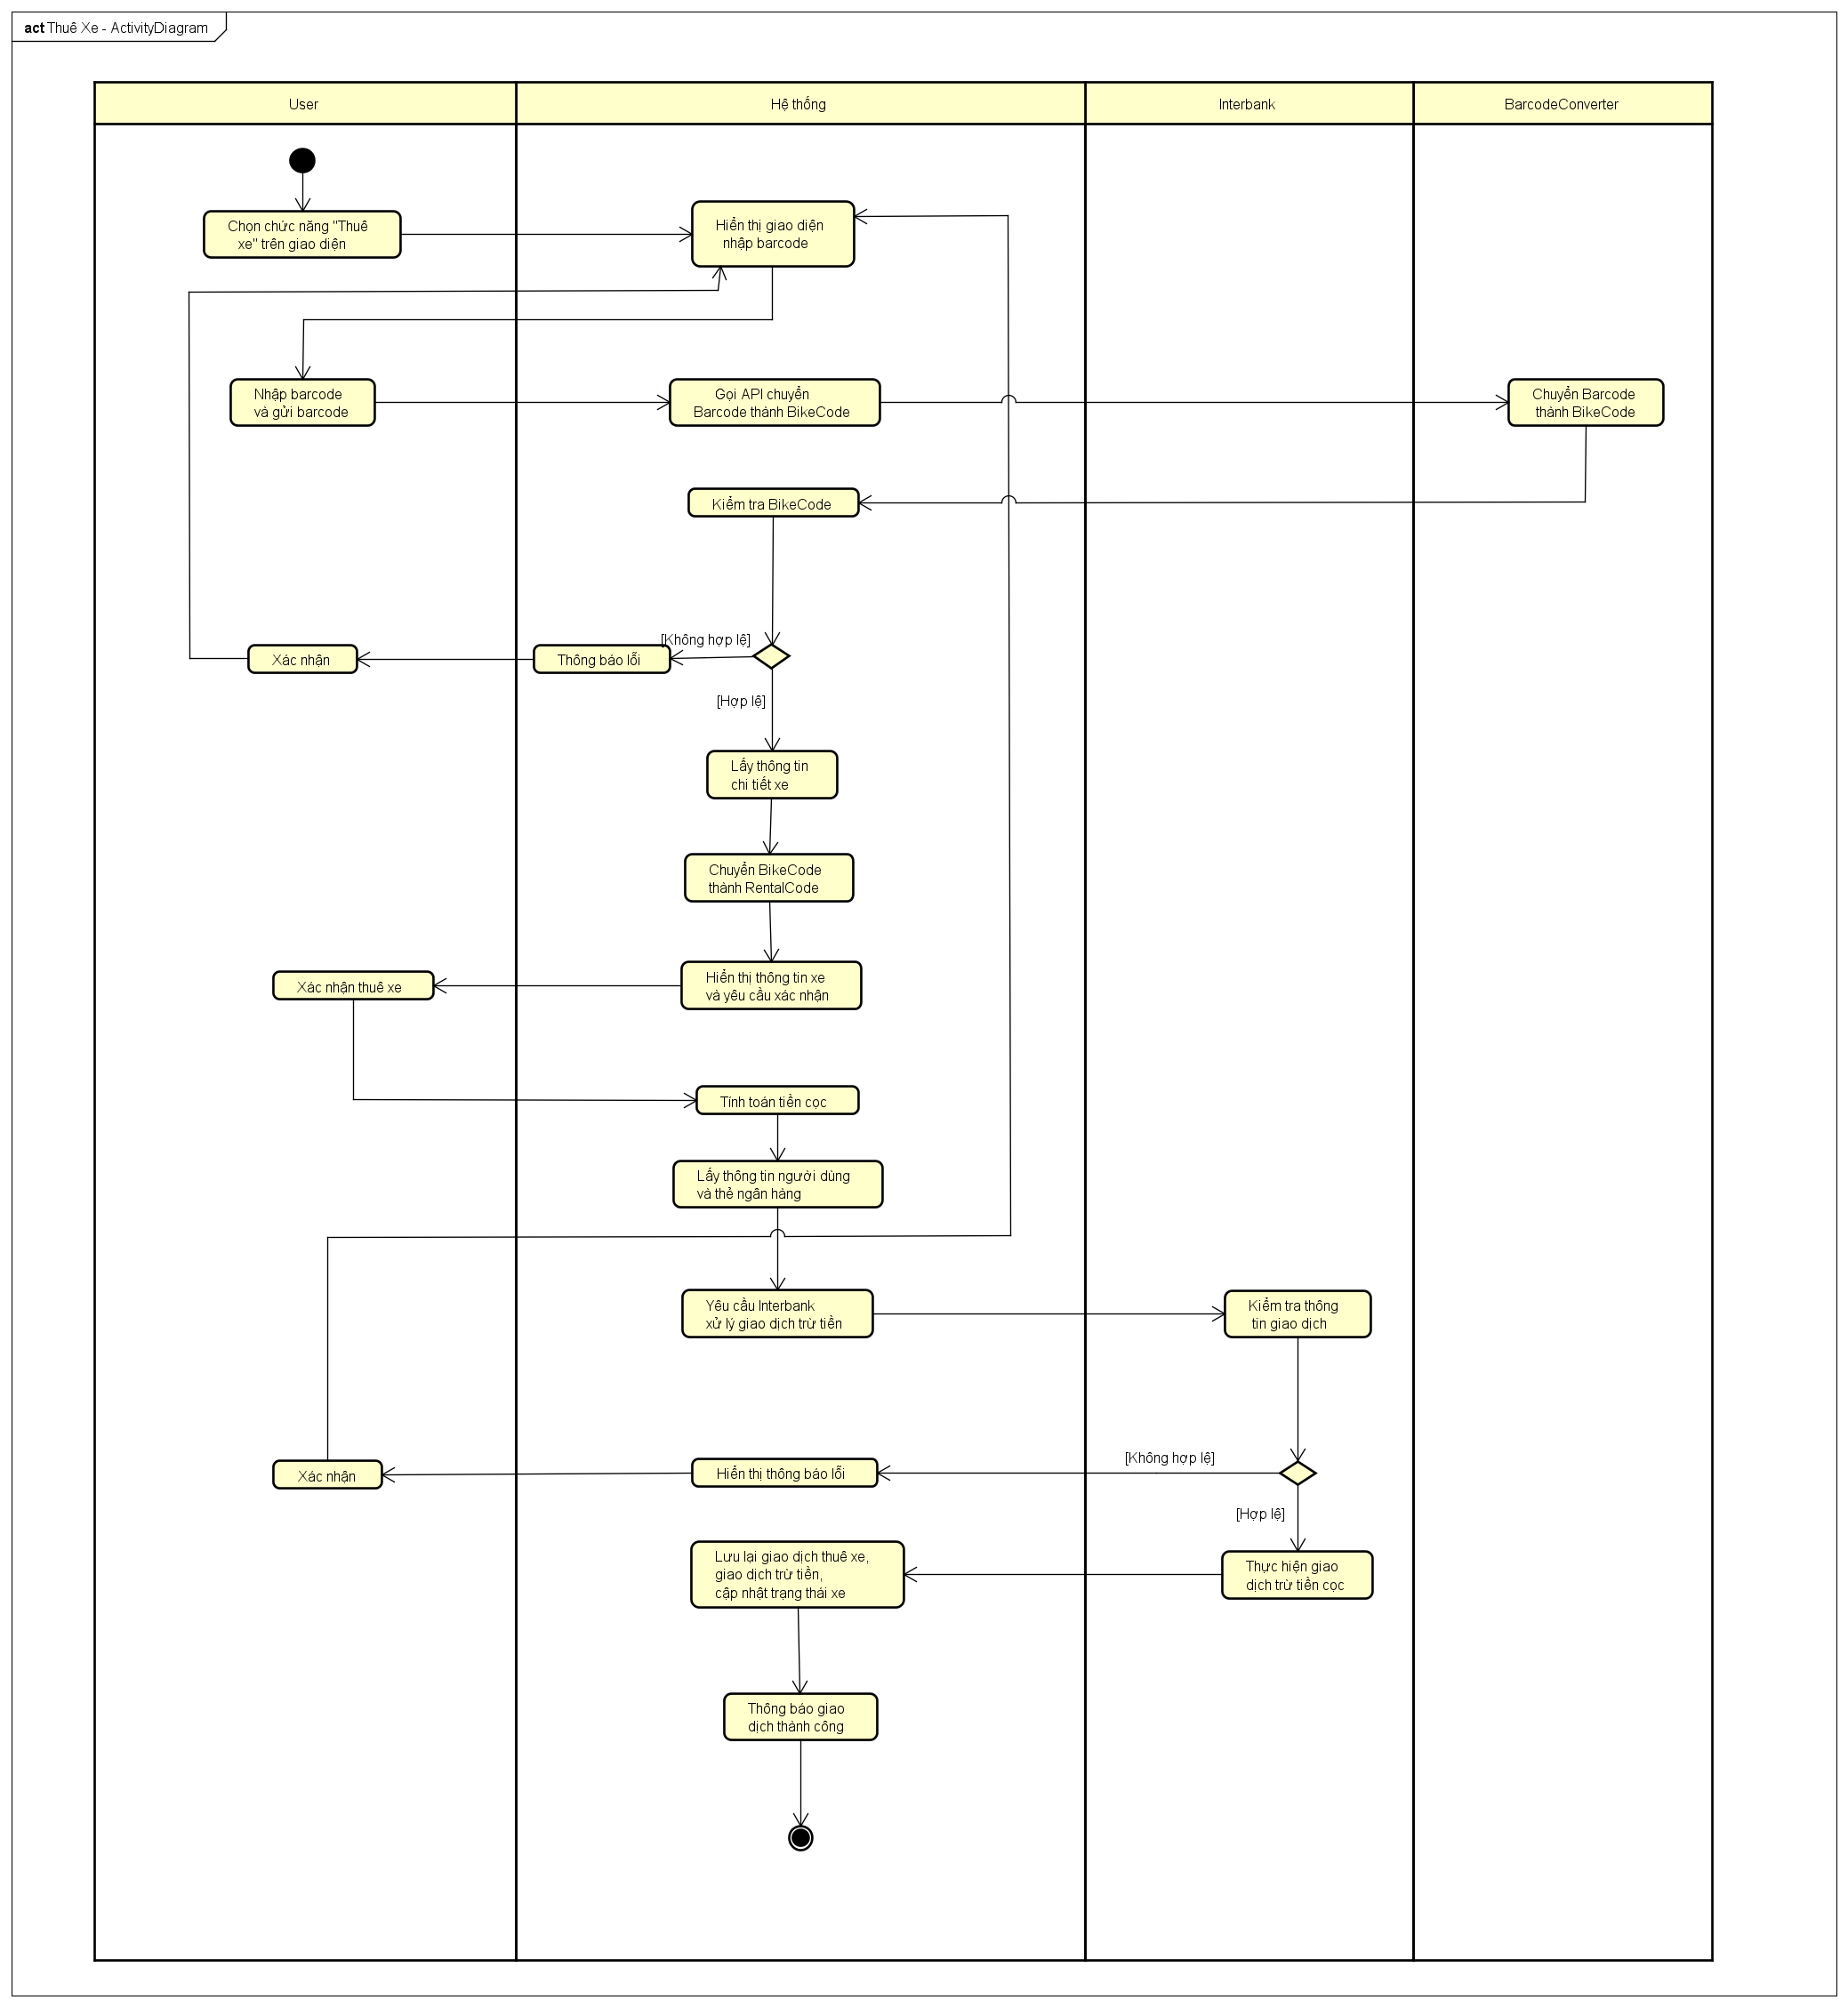 act Thuê Xe - ActivityDiagram
User
Hệ thống
Interbank
BarcodeConverter
Chọn chức năng "Thuê
xe" trên giao diện
Hiển thị giao diện
nhập barcode
Nhập barcode
và gửi barcode
Gọi API chuyển
Barcode thành BikeCode
Chuyển Barcode
thành BikeCode
Kiểm tra BikeCode
[Không hợp lệ]
Xác nhận
Thông báo lỗi
[Hợp lệ]
Lấy thông tin
chi tiết xe
Chuyển BikeCode
thành RentalCode
Hiển thị thông tin xe
và yêu cầu xác nhận
Xác nhận thuê xe
Tính toán tiền cọc
Lấy thông tin người dùng
và thẻ ngân hàng
Yêu cầu Interbank
xử lý giao dịch trừ tiền
Kiểm tra thông
tin giao dịch
[Không hợp lệ]
Xác nhận
Hiển thị thông báo lỗi
[Hợp lệ]
Lưu lại giao dịch thuê xe,
giao dịch trừ tiền,
cập nhật trạng thái xe
Thực hiện giao
dịch trừ tiền cọc
Thông báo giao
dịch thành công